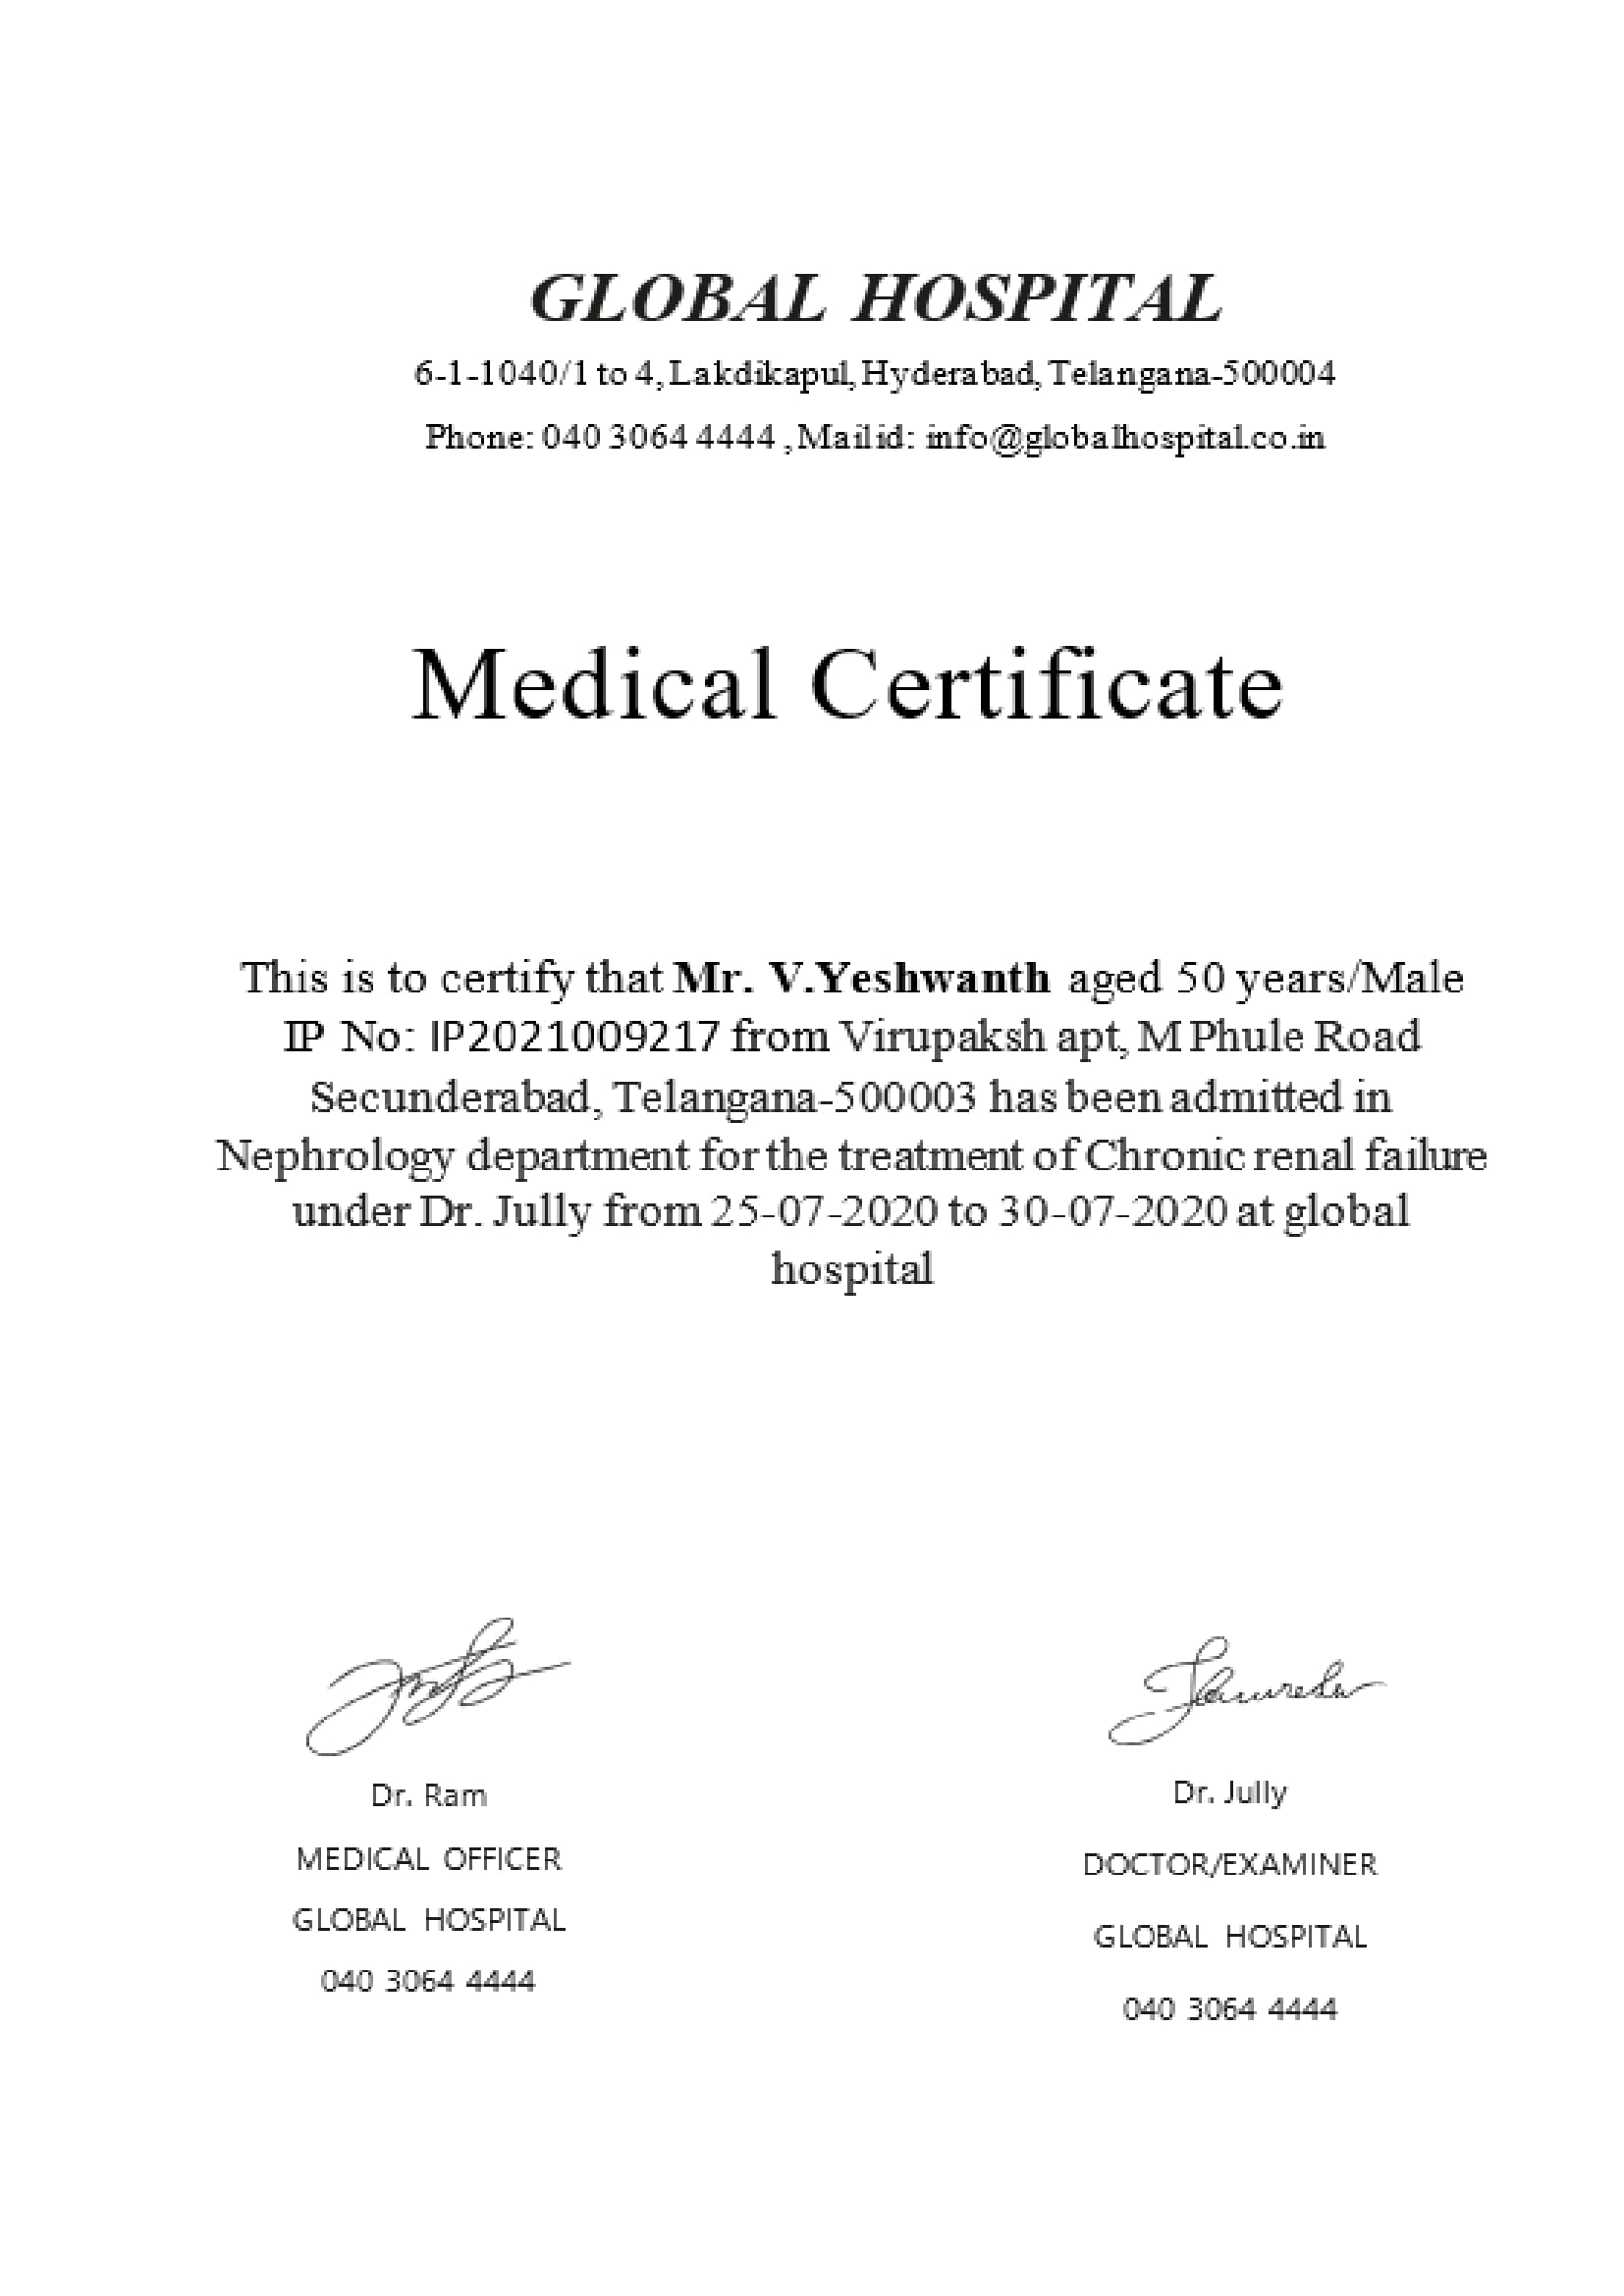 GLOBAL HOSPITAL
6-1-1040/1 to 4, Lakdikapul, Hyderabad, Telangana-500004
Phone: 040 3064 4444 , Mail id: info@globalhospital.co.in
Medical Certificate
This is to certify that Mr. V.Yeshwanth aged 50 years/Male
IP No: IP2021009217 from Virupaksh apt, M Phule Road
Secunderabad, Telangana-500003 has been admitted in
Nephrology department for the treatment of Chronic renal failure
under Dr. Jully from 25-07-2020 to 30-07-2020 at global
hospital
Dr. Ram
MEDICAL OFFICER
GLOBAL HOSPITAL
040 3064 4444
Dr. Jully
DOCTOR/EXAMINER
GLOBAL HOSPITAL
040 3064 4444